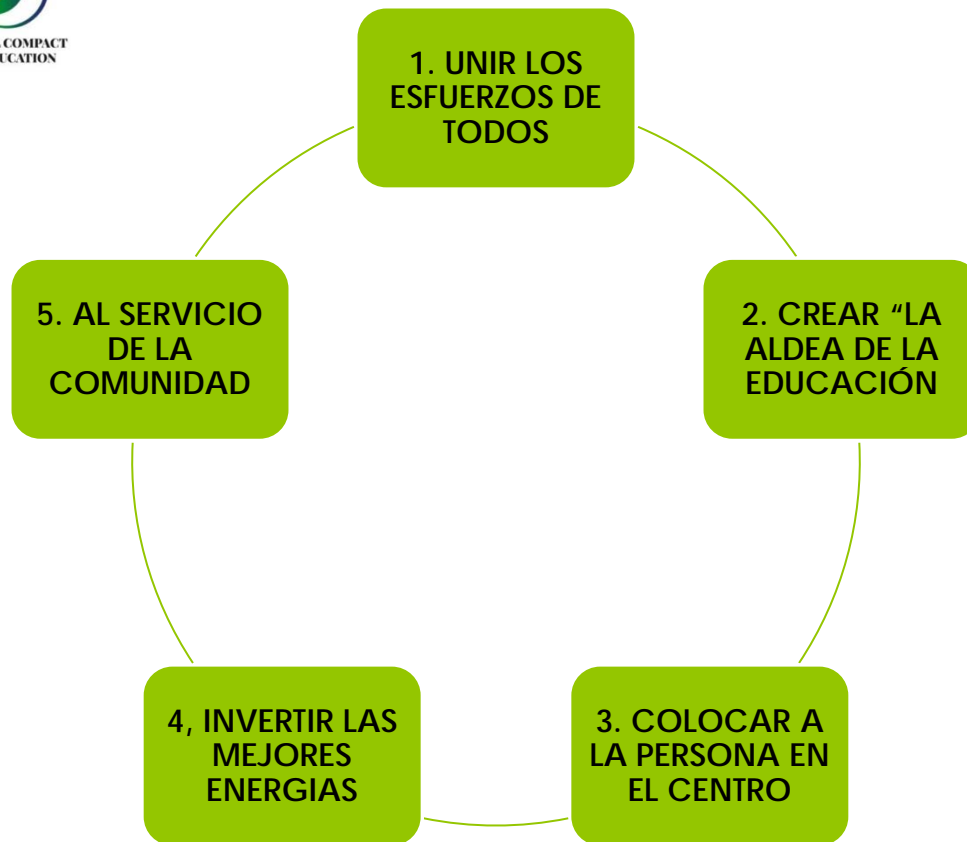 COMPACT
1. UNIR LOS
ESFUERZOS DE
TODOS
2. CREAR “LA
ALDEA DE LA
EDUCACIÓN
3. COLOCAR A
LA PERSONA EN
EL CENTRO
4, INVERTIR LAS
MEJORES
ENERGIAS
5. AL SERVICIO
DE LA
COMUNIDAD